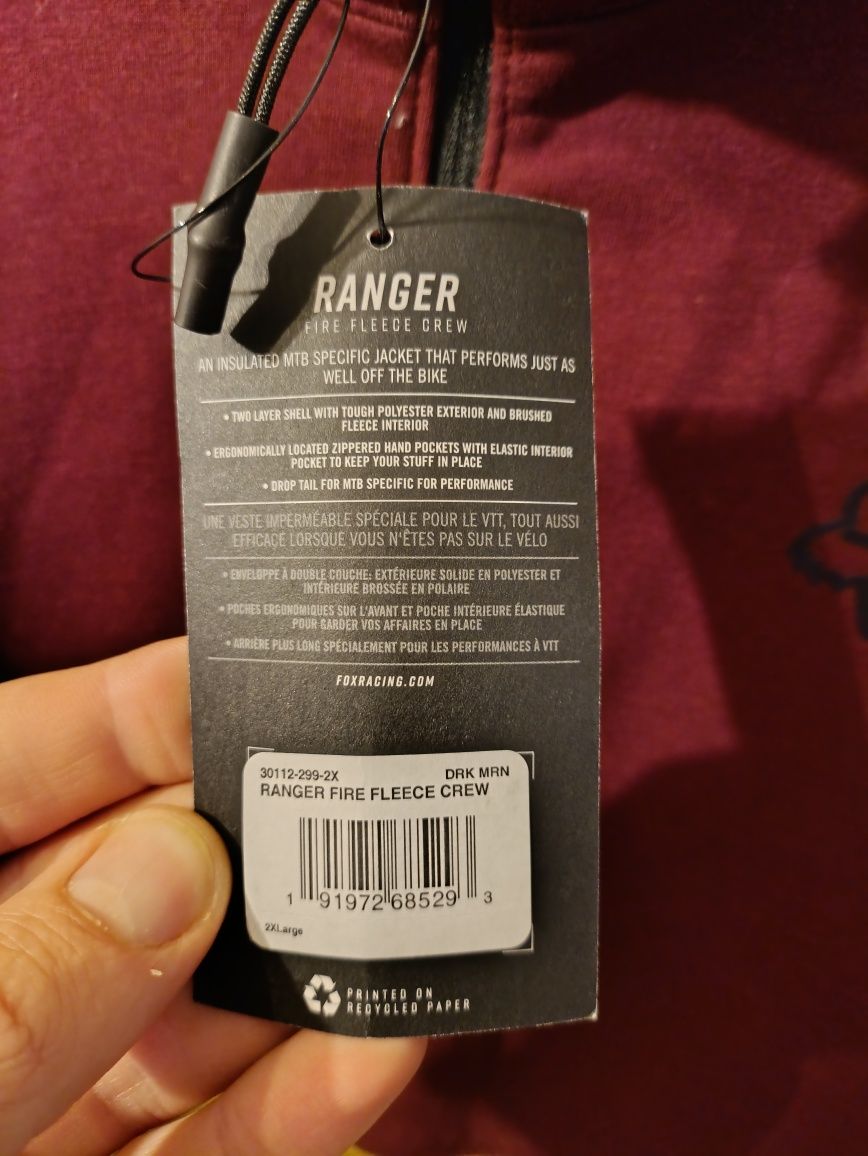 RANGER
FIRE FLEECE CREW
AN INSULATED MTB SPECIFIC JACKET THAT PERFORMS JUST AS
WELL OFF THE BIKE
• TWO LAYER SHELL WITH TOUGH POLYESTER EXTERIOR AND BRUSHED
FLEECE INTERIOR
• ERGONOMICALLY LOCATED ZIPPERED HAND POCKETS WITH ELASTIC INTERIOR
POCKET TO KEEP YOUR STUFF IN PLACE
• DROP TAIL FOR MTB SPECIFIC FOR PERFORMANCE
UNE VESTE IMPERMÉABLE SPÉCIALE POUR LE VTT, TOUT AUSSI
EFFICACE LORSQUE VOUS N'ÊTES PAS SUR LE VÉLO
• ENVELOPPE À DOUBLE COUCHE: EXTÉRIEURE SOLIDE EN POLYESTER ET
INTÉRIEURE BROSSÉE EN POLAIRE
• POCHES ERGONOMIQUES SUR L'AVANT ET POCHE INTÉRIEURE ÉLASTIQUE
POUR GARDER VOS AFFAIRES EN PLACE
• ARRIÈRE PLUS LONG SPÉCIALEMENT POUR LES PERFORMANCES À VTT
FOXRACING.COM
30112-299-2X DRK MRN
RANGER FIRE FLEECE CREW
1 91972 68529 3
2XLarge
PRINTED ON
RECYCLED PAPER